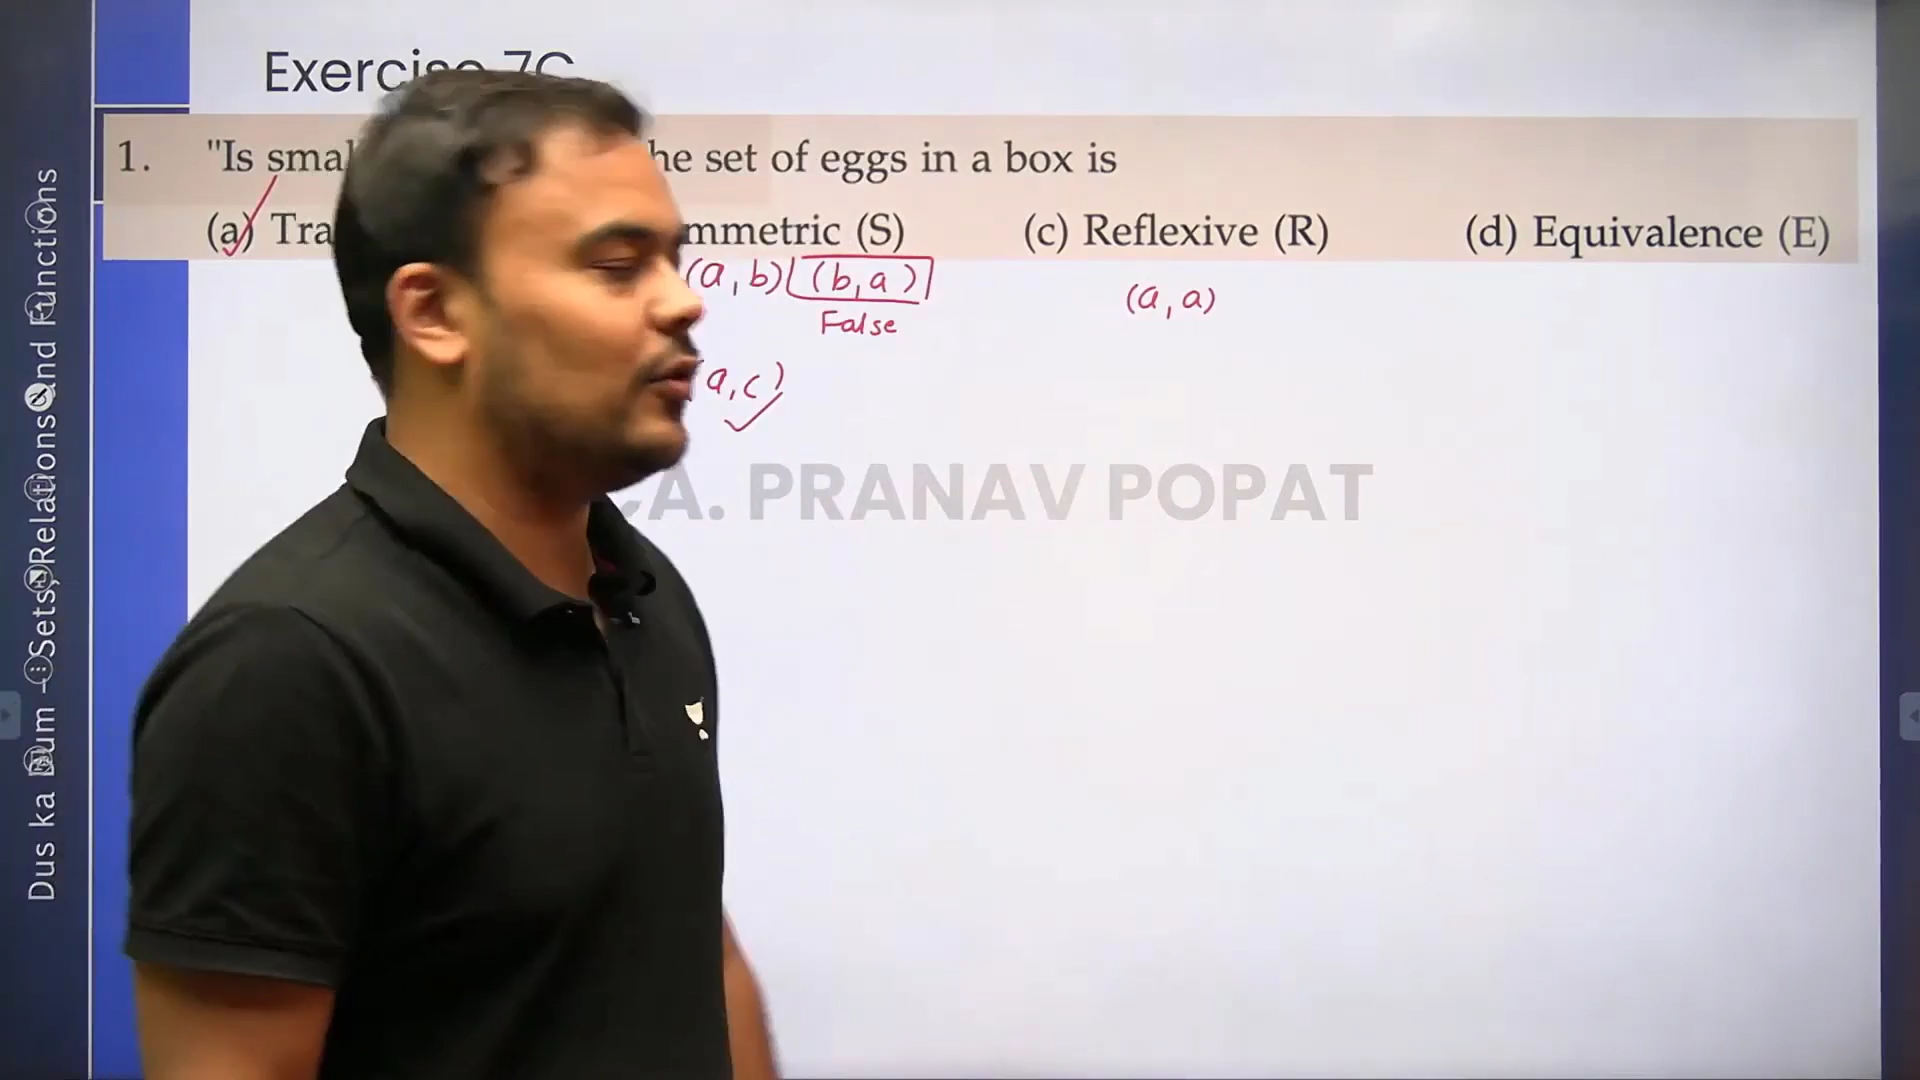 Exercise 7C
1. "Is he set of eggs in a box is
(a) Tra mmetric (S) (c) Reflexive (R) (d) Equivalence (E)
(a, b) (b, a) (a, a)
False
a, c)
CA. PRANAV POPAT
Dus ka Dum - Sets, Relations and Functions